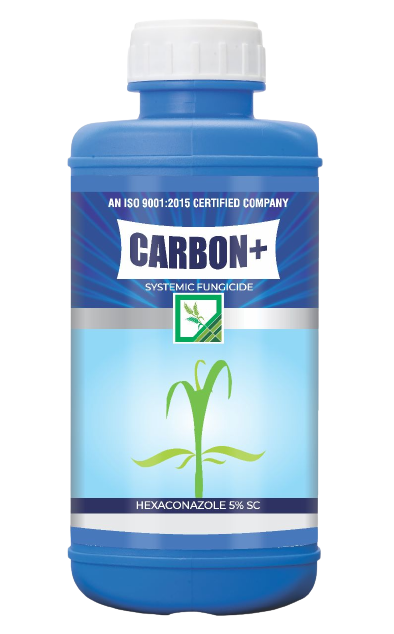 AN ISO 9001:2015 CERTIFIED COMPANY
CARBON+
SYSTEMIC FUNGICIDE
HEXACONAZOLE 5% SC